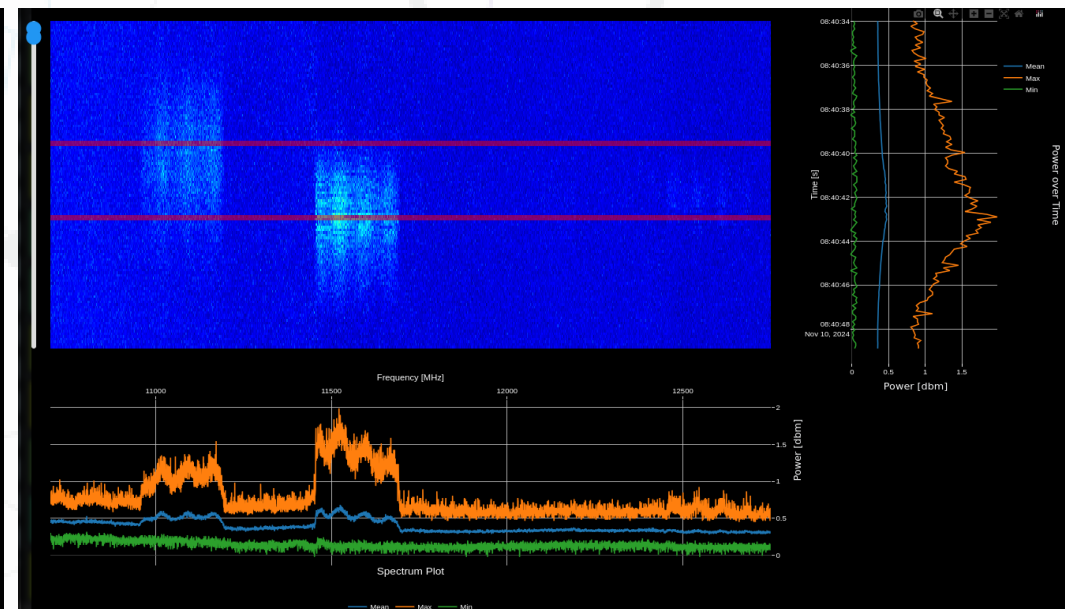 08:40:34
08:40:36
08:40:38
08:40:40
08:40:42
08:40:44
08:40:46
08:40:48
Nov 10, 2024
Time [s]
0 0.5 1 1.5
Power [dbm]
Mean
Max
Min
Power over Time
Frequency [MHz]
11000 11500 12000 12500
2
1.5
1
0.5
0
Power [dbm]
Spectrum Plot
Mean Max Min